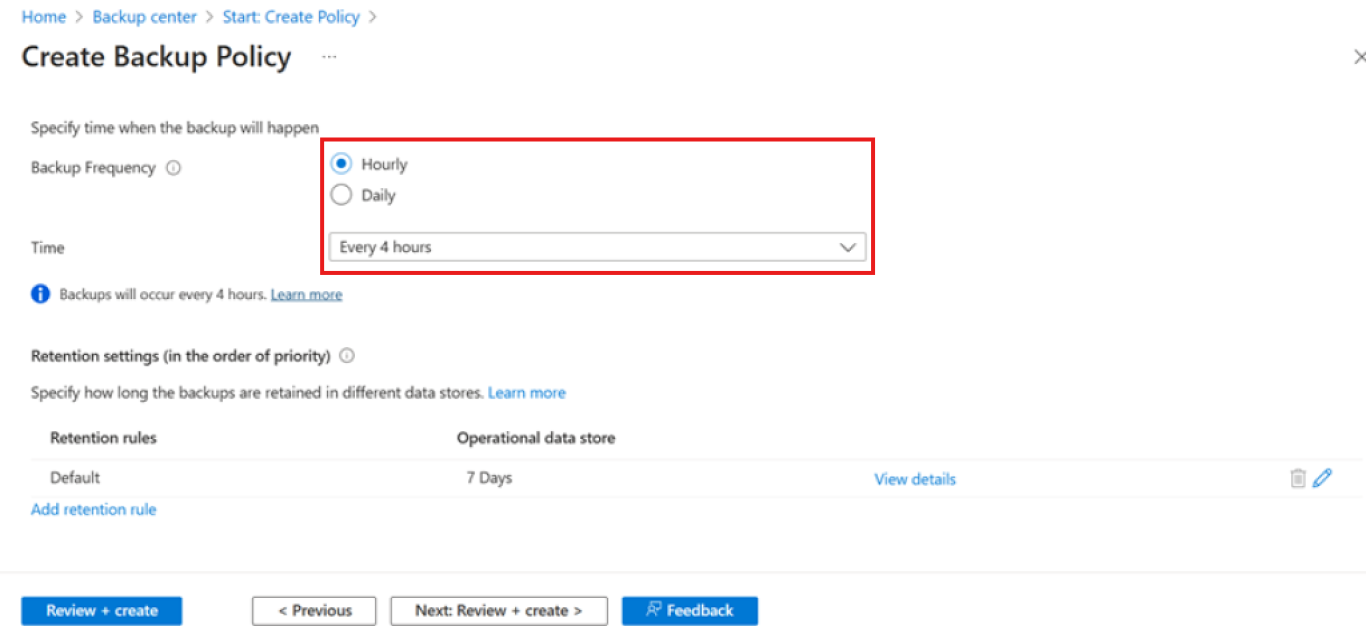 Home > Backup center > Start: Create Policy >
Create Backup Policy ...
Specify time when the backup will happen
Backup Frequency
Hourly
Daily
Time
Every 4 hours
Backups will occur every 4 hours. Learn more
Retention settings (in the order of priority)
Specify how long the backups are retained in different data stores. Learn more
Retention rules Operational data store
Default 7 Days View details
Add retention rule
Review + create < Previous Next: Review + create > Feedback